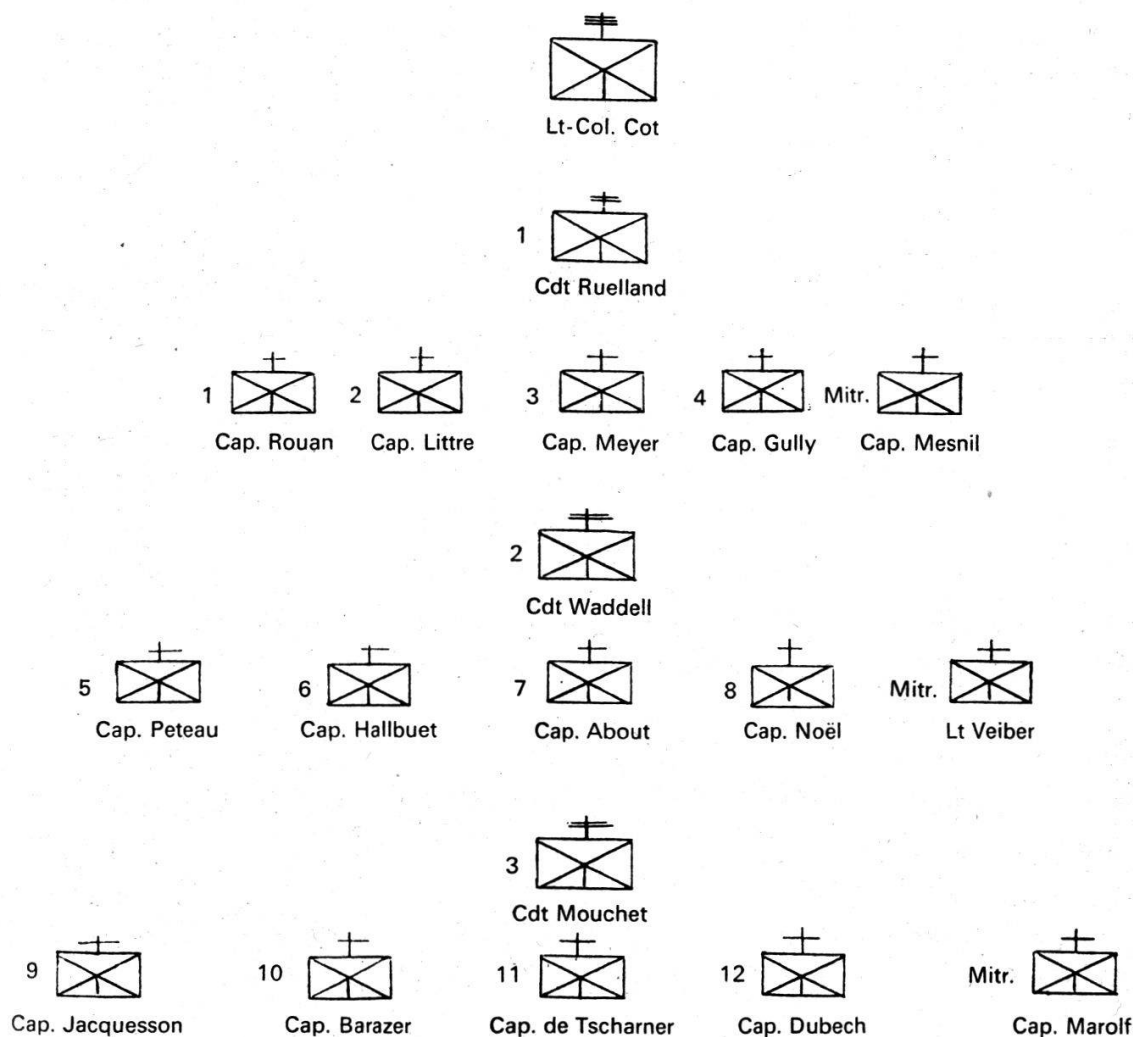 Lt-Col. Cot
1
Cdt Ruelland
1 2 3 4 Mitr.
Cap. Rouan Cap. Littre Cap. Meyer Cap. Gully Cap. Mesnil
2
Cdt Waddell
5 6 7 8 Mitr.
Cap. Peteau Cap. Hallbuet Cap. About Cap. Noël Lt Veiber
3
Cdt Mouchet
9 10 11 12 Mitr.
Cap. Jacquesson Cap. Barazer Cap. de Tscharner Cap. Dubech Cap. Marolf